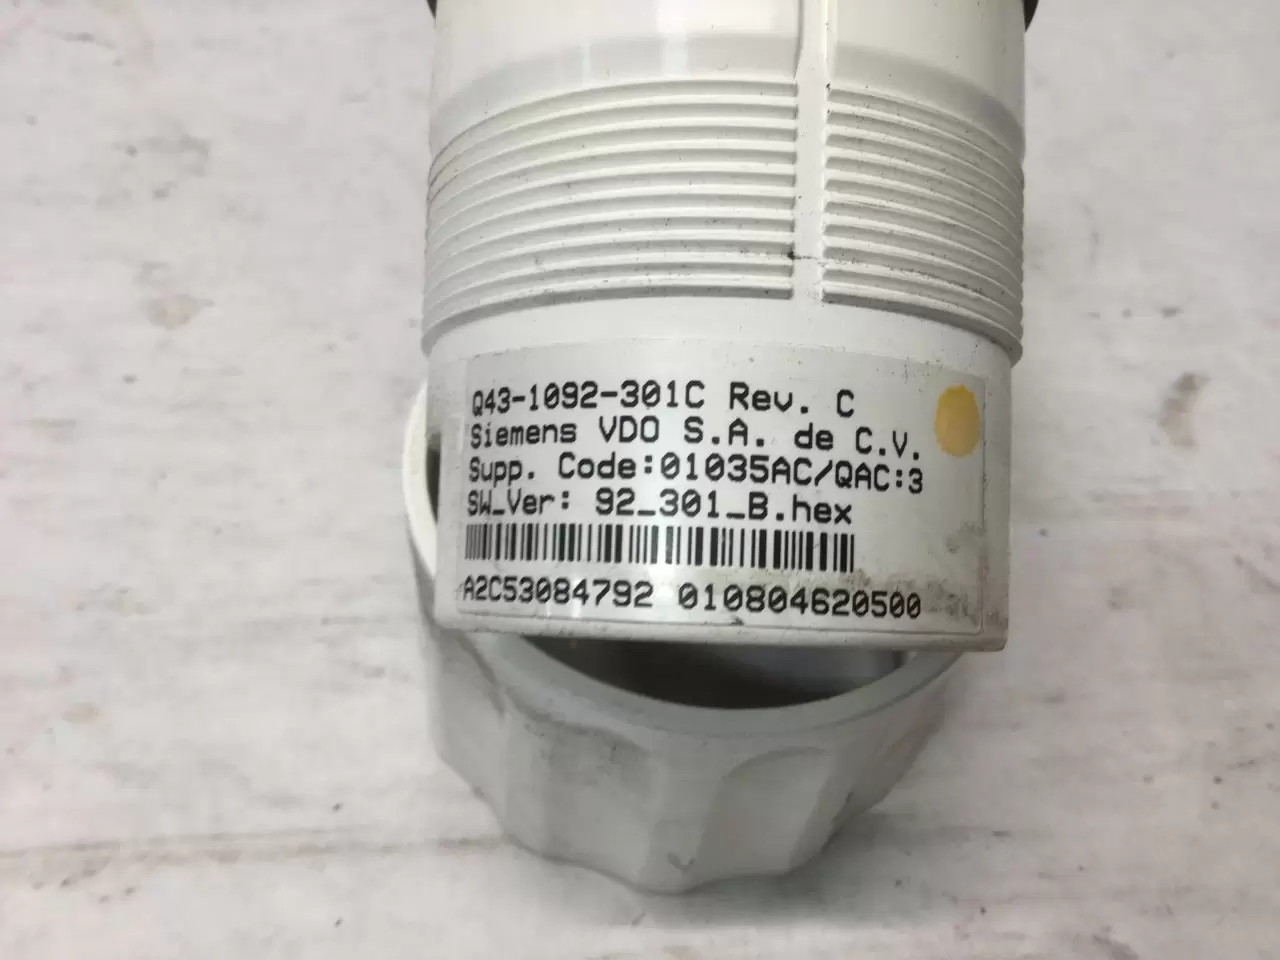 Q43-1092-301C Rev. C
Siemens VDO S.A. de C.V.
Supp. Code:01035AC/QAC:3
SW_Ver: 92_301_B.hex
A2C53084792 010804620500